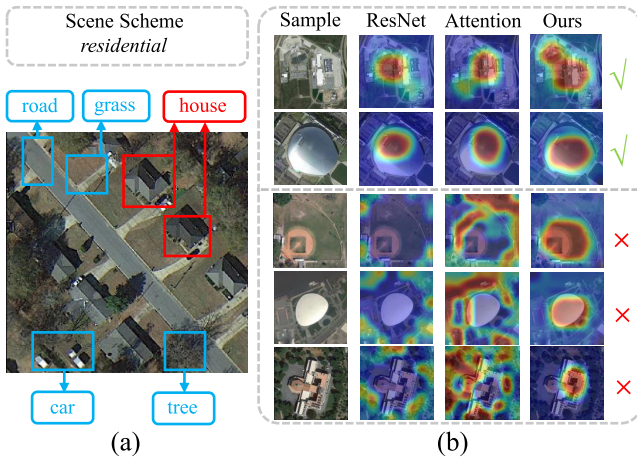 Scene Scheme
residential
road
grass
house
car
tree
(a)
Sample ResNet Attention Ours
√
√
×
×
×
(b)